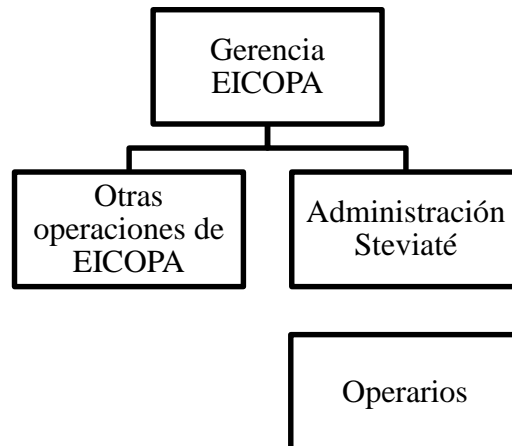 Gerencia
EICOPA
Otras
operaciones de
EICOPA
Administración
Steviaté
Operarios